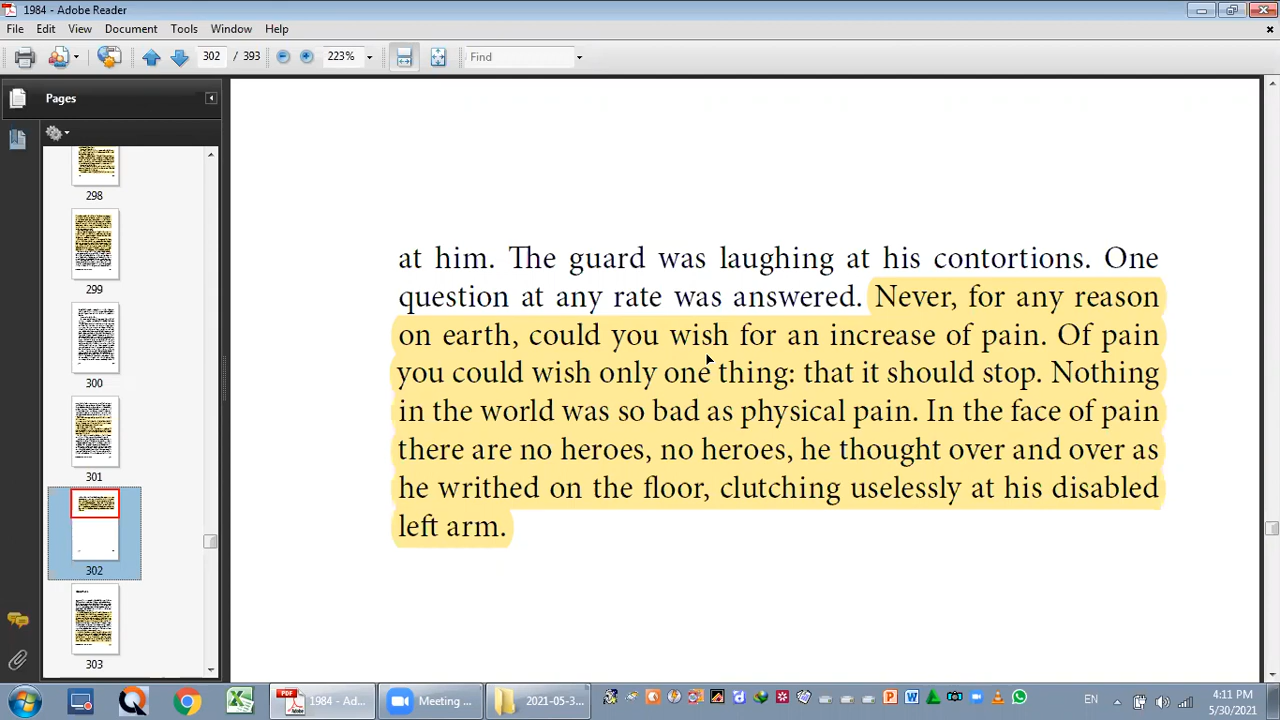 1984 - Adobe Reader
File Edit View Document Tools Window Help
302 / 393 223% Find
Pages
298
299
300
301
302
303
at him. The guard was laughing at his contortions. One
question at any rate was answered. Never, for any reason
on earth, could you wish for an increase of pain. Of pain
you could wish only one thing: that it should stop. Nothing
in the world was so bad as physical pain. In the face of pain
there are no heroes, no heroes, he thought over and over as
he writhed on the floor, clutching uselessly at his disabled
left arm.
1984 - Ad... Meeting ... 2021-05-3... EN 4:11 PM
5/30/2021